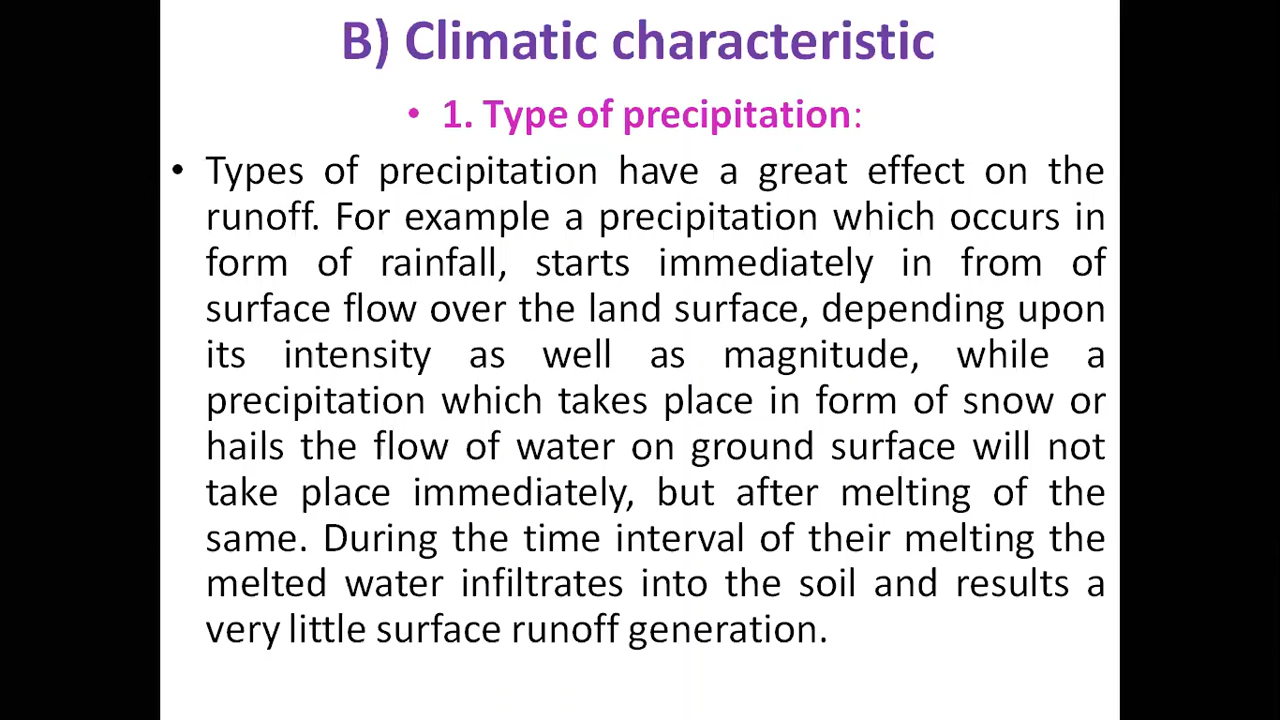 B) Climatic characteristic
• 1. Type of precipitation:
• Types of precipitation have a great effect on the
runoff. For example a precipitation which occurs in
form of rainfall, starts immediately in from of
surface flow over the land surface, depending upon
its intensity as well as magnitude, while a
precipitation which takes place in form of snow or
hails the flow of water on ground surface will not
take place immediately, but after melting of the
same. During the time interval of their melting the
melted water infiltrates into the soil and results a
very little surface runoff generation.